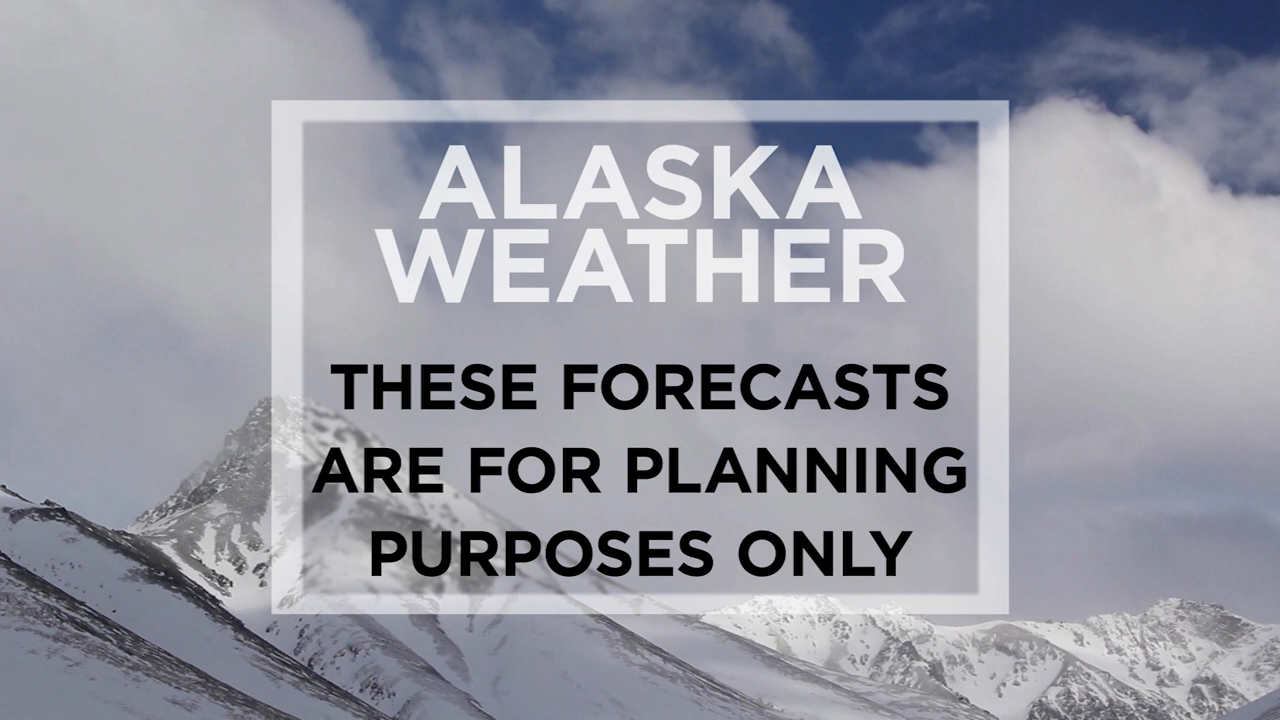 ALASKA
WEATHER
THESE FORECASTS
ARE FOR PLANNING
PURPOSES ONLY